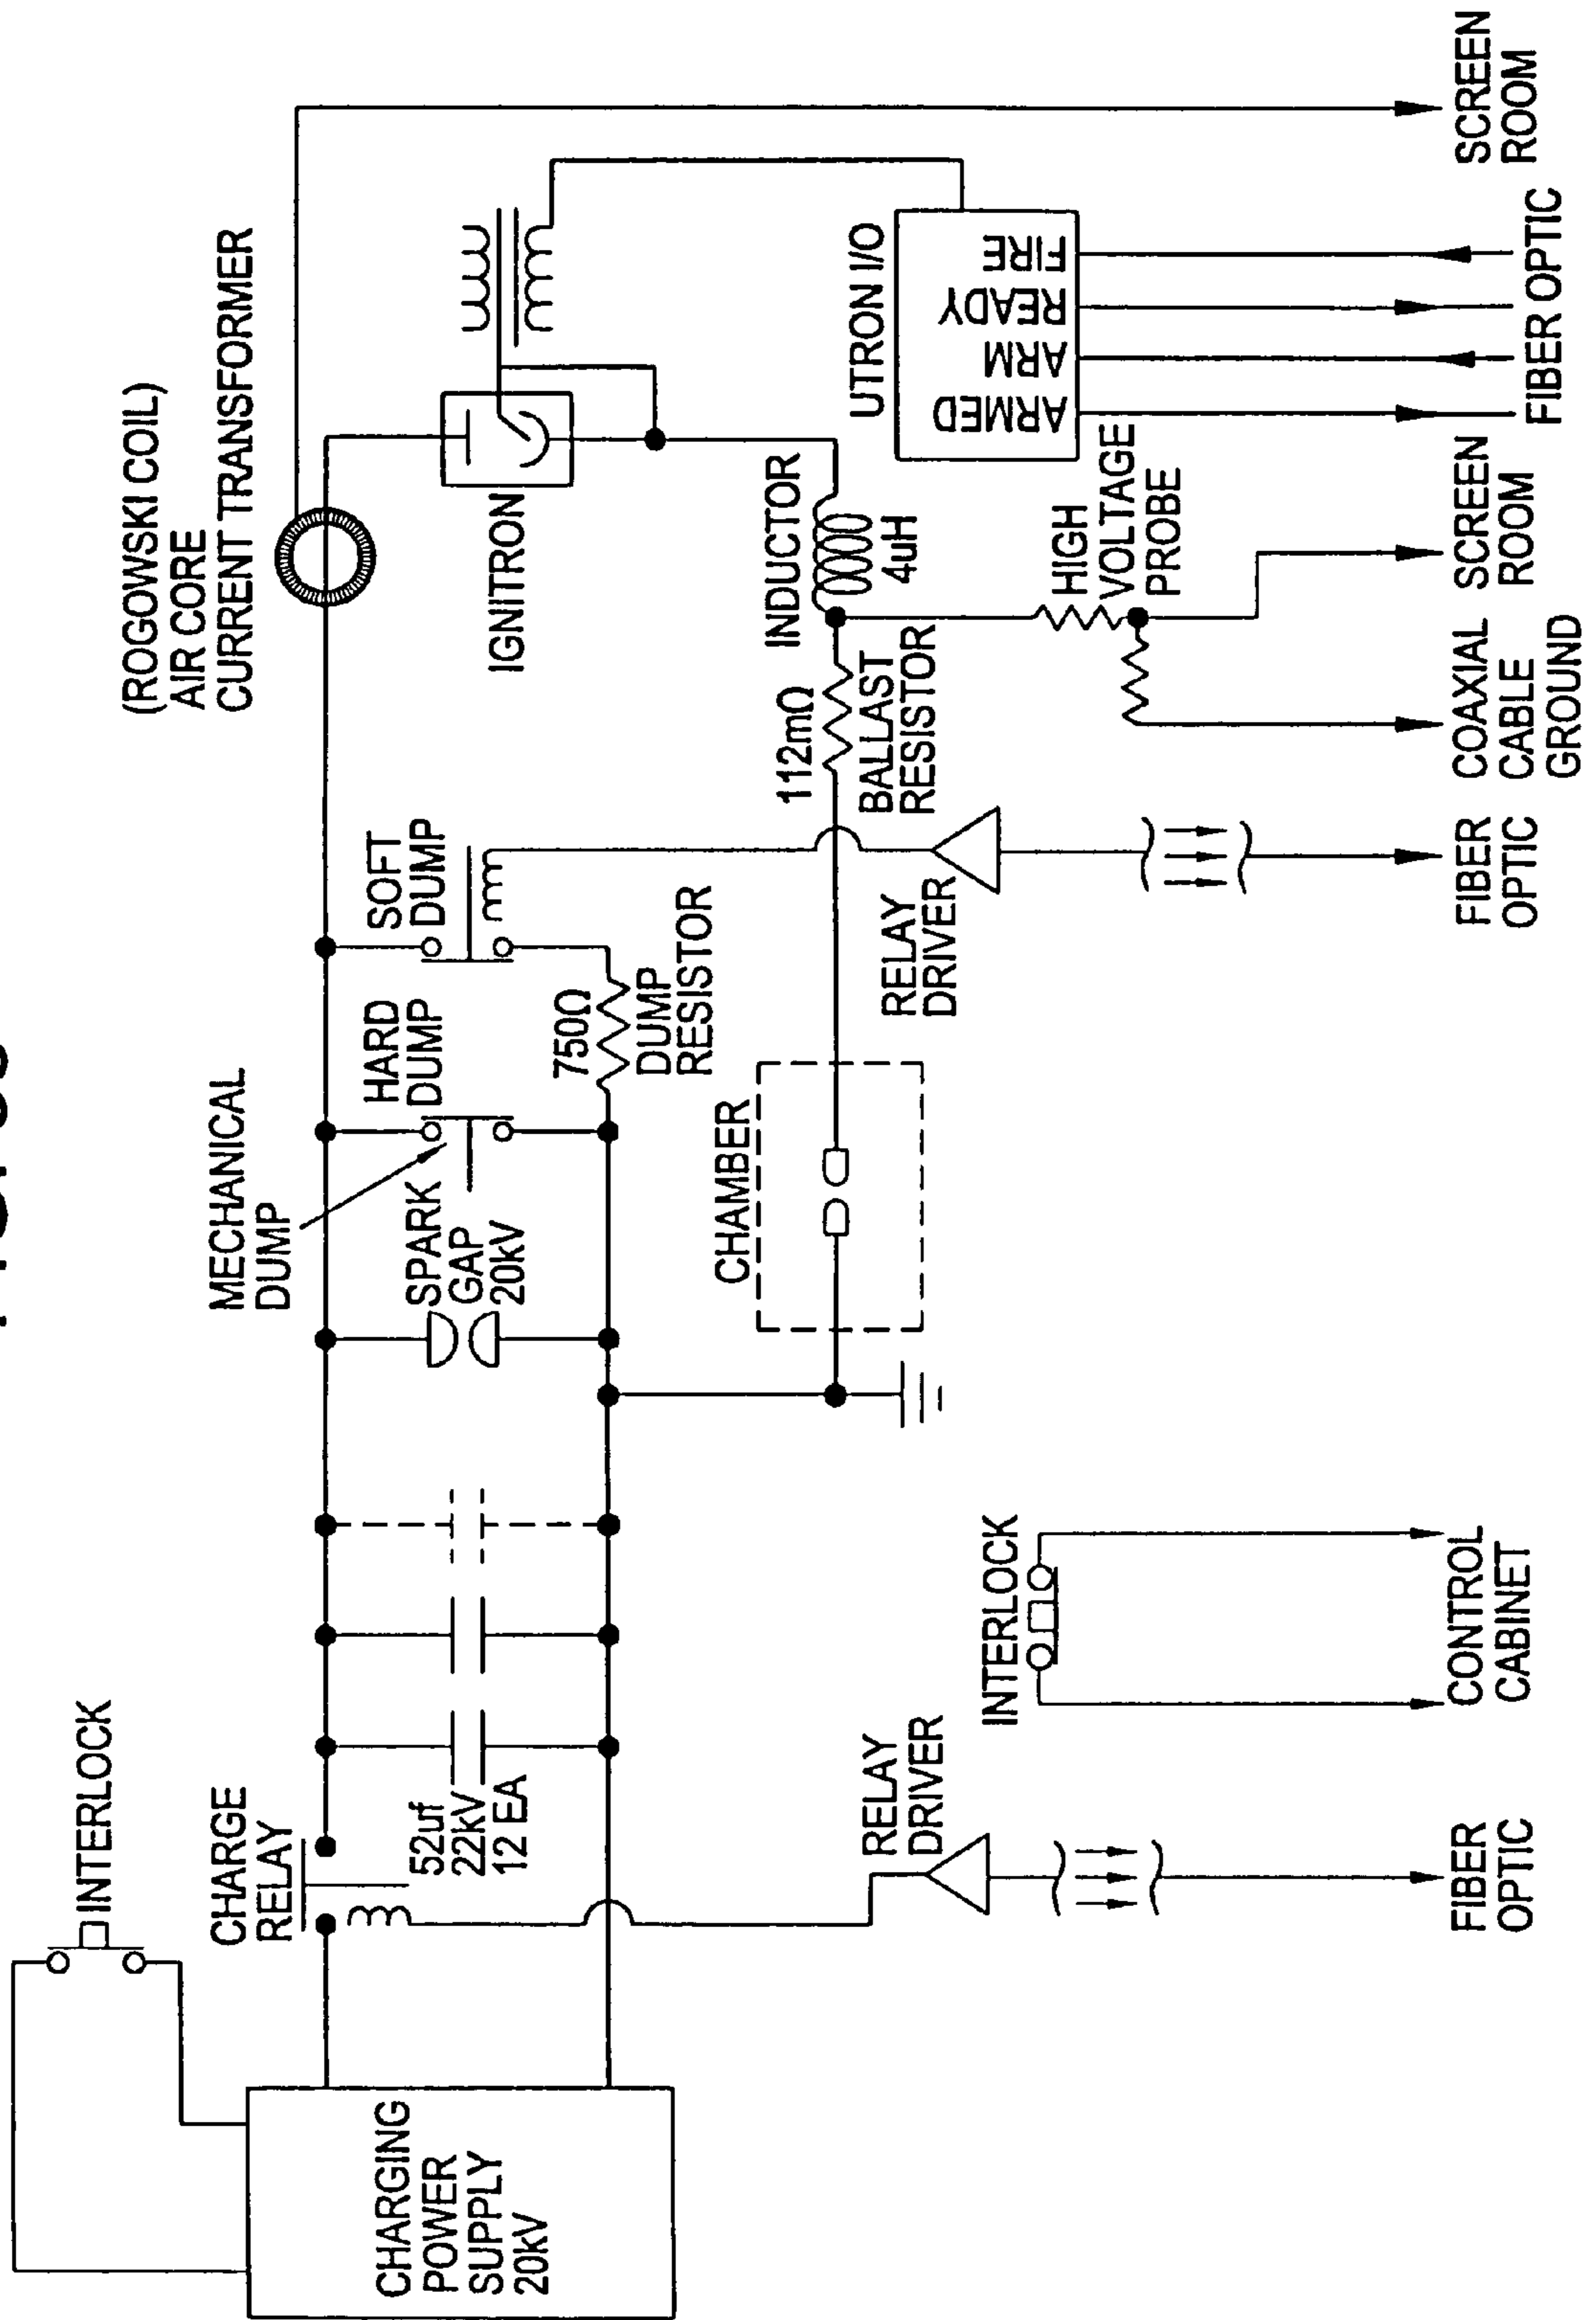 INTERLOCK
CHARGING
POWER
SUPPLY
20kV
CHARGE
RELAY
52uf
22kV
12 EA
MECHANICAL
DUMP
SPARK
GAP
20kV
HARD
DUMP
SOFT
DUMP
750Ω
DUMP
RESISTOR
(ROGOWSKI COIL)
AIR CORE
CURRENT TRANSFORMER
IGNITRON
CHAMBER
112mΩ
BALLAST
RESISTOR
INDUCTOR
4uH
HIGH
VOLTAGE
PROBE
UTRON I/O
ARMED
ARM
READY
FIRE
RELAY
DRIVER
INTERLOCK
RELAY
DRIVER
FIBER
OPTIC
CONTROL
CABINET
FIBER
OPTIC
COAXIAL
CABLE
GROUND
SCREEN
ROOM
FIBER OPTIC
SCREEN
ROOM